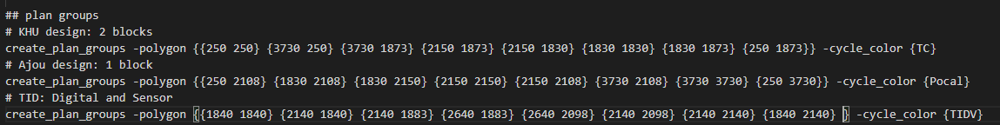 ## plan groups
# KHU design: 2 blocks
create_plan_groups -polygon {{250 250} {3730 250} {3730 1873} {2150 1873} {2150 1830} {1830 1830} {1830 1873} {250 1873}} -cycle_color {TC}
# Ajou design: 1 block
create_plan_groups -polygon {{250 2108} {1830 2108} {1830 2150} {2150 2150} {2150 2108} {3730 2108} {3730 3730} {250 3730}} -cycle_color {Pocal}
# TID: Digital and Sensor
create_plan_groups -polygon {{1840 1840} {2140 1840} {2140 1883} {2640 1883} {2640 2098} {2140 2098} {2140 2140} {1840 2140} } -cycle_color {TIDV}